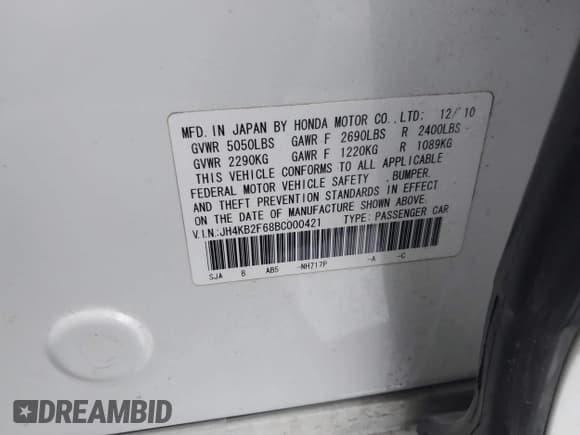 MFD. IN JAPAN BY HONDA MOTOR CO.,LTD: 12/10
GVWR 5050LBS GAWR F 2690LBS R 2400LBS
GVWR 2290KG GAWR F 1220KG R 1089KG
THIS VEHICLE CONFORMS TO ALL APPLICABLE
FEDERAL MOTOR VEHICLE SAFETY ,BUMPER,
AND THEFT PREVENTION STANDARDS IN EFFECT
ON THE DATE OF MANUFACTURE SHOWN ABOVE.
V.I.N:JH4KB2F68BC000421 TYPE: PASSENGER CAR
SJA B AB5 -NH717P -A -C
DREAMBID